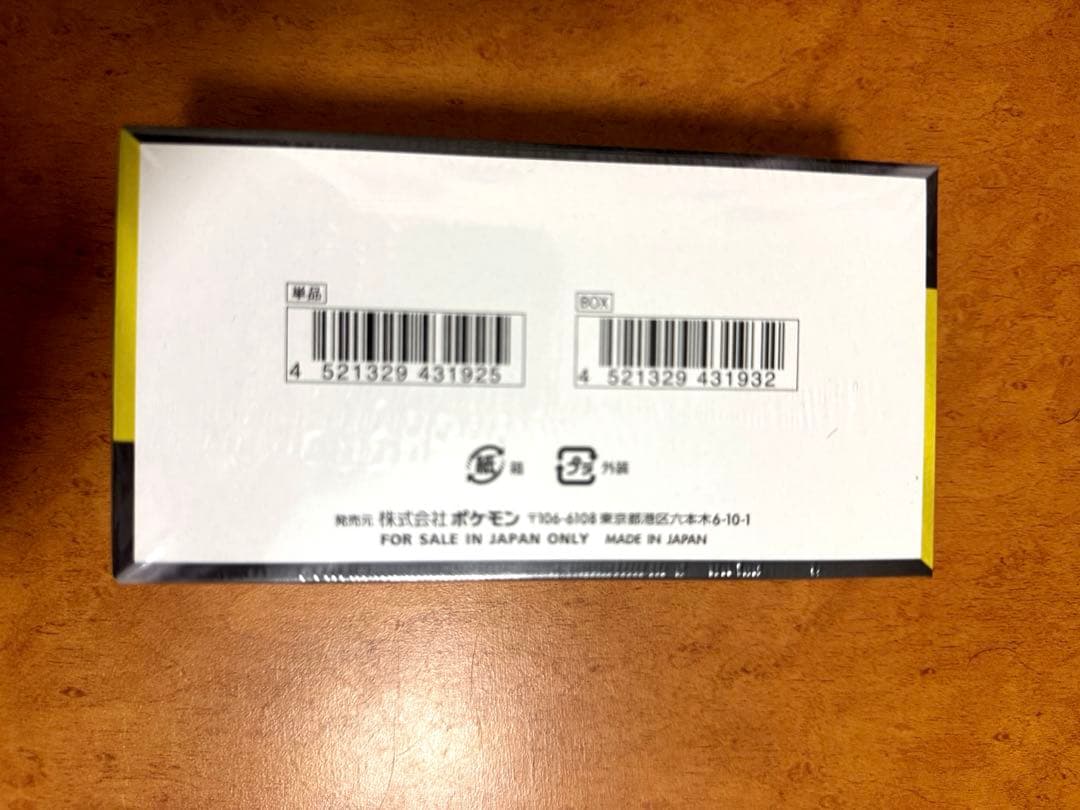 単品
4 521329 431925
BOX
4 521329 431932
紙 箱
プラ 外装
発売元 株式会社 ポケモン 〒106-6108 東京都港区六本木6-10-1
FOR SALE IN JAPAN ONLY MADE IN JAPAN